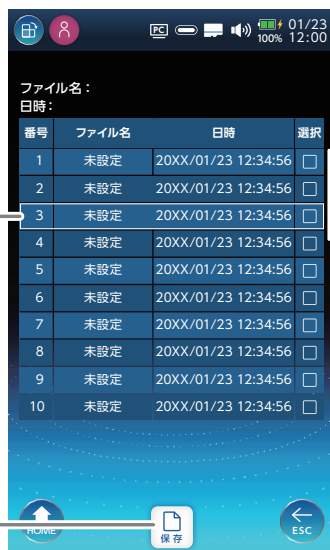 PC 100% 01/23
12:00
ファイル名：
日時：
番号 ファイル名 日時 選択
1 未設定 20XX/01/23 12:34:56
2 未設定 20XX/01/23 12:34:56
3 未設定 20XX/01/23 12:34:56
4 未設定 20XX/01/23 12:34:56
5 未設定 20XX/01/23 12:34:56
6 未設定 20XX/01/23 12:34:56
7 未設定 20XX/01/23 12:34:56
8 未設定 20XX/01/23 12:34:56
9 未設定 20XX/01/23 12:34:56
10 未設定 20XX/01/23 12:34:56
HOME 保存 ESC